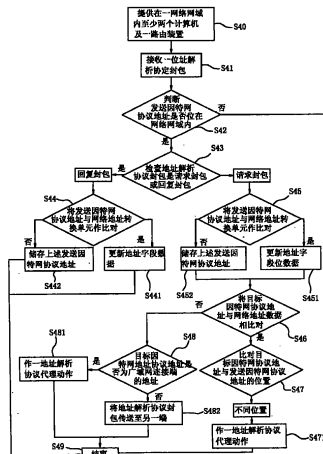 提供在一网络网域
内至少两个计算机
及一路由装置
S40
接收一位址解
析协定封包
S41
判断
发送因特网
协议地址是否位在
网络网域内
否
S42
是
S43
检查地址解析
协议封包是请求封包
或回复封包
是
回复封包
请求封包
S44
将发送因特网
协议地址与网络地址转
换单元作比对
S45
将发送因特网
协议地址与网络地址转
换单元作比对
否
是
否
是
储存上述发送因
特网协议地址
S442
更新地址字段数
据
S441
储存上述发送因
特网协议地址
S452
更新地址字
段位数据
S451
将目标
因特网协议地
址与网络地址数据
相比对
否
S46
是
S481
作一地址解析
协议代理动作
S48
目标因
特网协议地址是
否为广域网连接端
的地址
是
否
比对目
标因特网协议地
址与发送因特网协议
地址的位置
S47
不同位置
将地址解析协议封
包传送至另一端
S482
作一地址解析协议
代理动作
S471
S49
结束